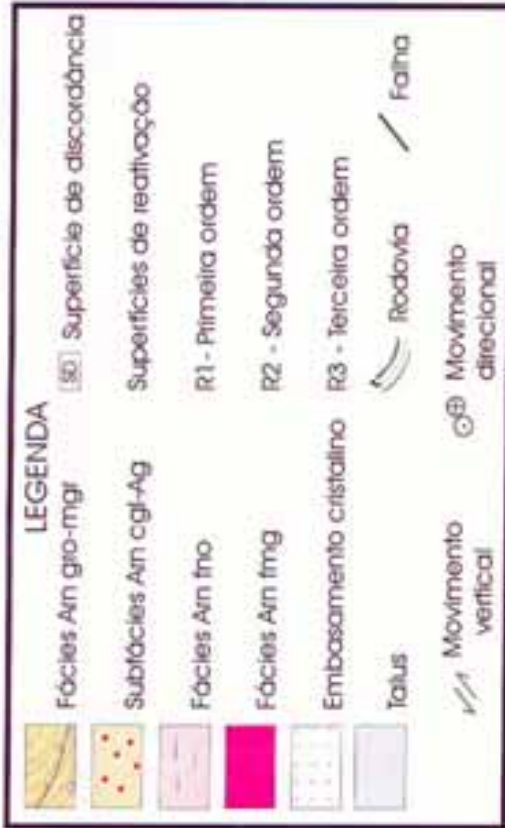 LEGENDA
Fácies Arn gro-mgr
Subfácies Arn cgl-Ag
Fácies Arn fno
Fácies Arn fmg
Embasamento cristalino
Talus
Movimento
vertical
SD Superfície de discordância
Superfícies de reativação
R1 - Primeira ordem
R2 - Segunda ordem
R3 - Terceira ordem
Rodovia
Falha
Movimento
direcional